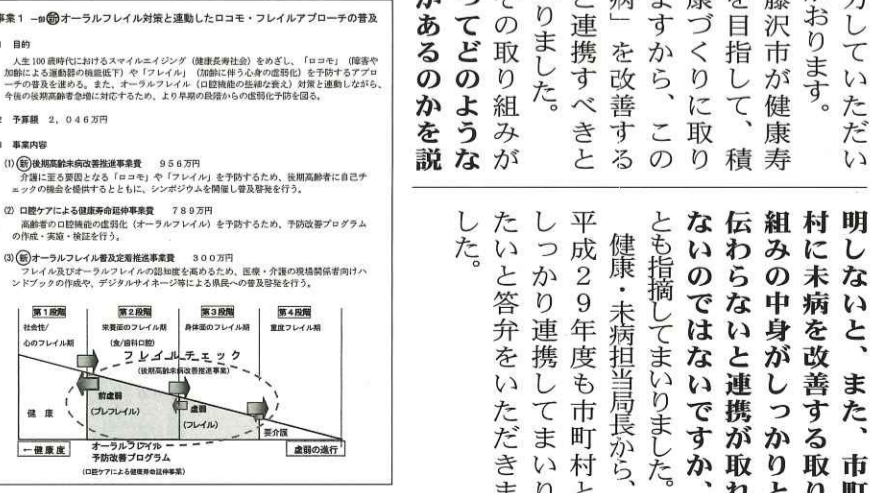 事業1 ー部㊟オーラルフレイル対策と連動したロコモ・フレイルアプローチの普及
1 目的
人生100歳時代におけるスマイルエイジング(健康長寿社会)をめざし、「ロコモ」(障害や
加齢による運動器の機能低下)や「フレイル」(加齢に伴う心身の虚弱化)を予防するアプロ
ーチの普及を進める。また、オーラルフレイル(口腔機能の些細な衰え)対策と連動しながら、
今後の後期高齢者急増に対応するため、より早期の段階からの虚弱化予防を図る。
2 予算額 2,046万円
3 事業内容
(1)㊟後期高齢未病改善推進事業費 956万円
介護に至る要因となる「ロコモ」や「フレイル」を予防するため、後期高齢者に自己チ
ェックの機会を提供するとともに、シンポジウムを開催し普及啓発を行う。
(2) 口腔ケアによる健康寿命延伸事業費 789万円
高齢者の口腔機能の虚弱化(オーラルフレイル)を予防するため、予防改善プログラム
の作成・実施・検証を行う。
(3)㊟オーラルフレイル普及定着推進事業費 300万円
フレイル及びオーラルフレイルの認知度を高めるため、医療・介護の現場関係者向けハ
ンドブックの作成や、デジタルサイネージ等による県民への普及啓発を行う。
第1段階
第2段階
第3段階
第4段階
社会性/
心のフレイル期
栄養面のフレイル期
(食/歯科口腔)
身体面のフレイル期
重度フレイル期
フレイルチェック
(後期高齢未病改善推進事業)
前虚弱
(プレフレイル)
虚弱
(フレイル)
要介護
健康
←健康度
オーラルフレイル
予防改善プログラム
(口腔ケアによる健康寿命延伸事業)
虚弱の進行
力していただい
おります。
藤沢市が健康寿
を目指して、積
康づくりに取り
ますから、この
病」を改善する
と連携すべきと
りました。
その取り組みが
ってどのような
があるのかを説
明しないと、また、市町
村に未病を改善する取り
組みの中身がしっかりと
伝わらないと連携が取れ
ないのではないですか、
とも指摘してまいりました。
健康・未病担当局長から、
平成29年度も市町村と
しっかり連携してまいり
たいと答弁をいただきま
した。